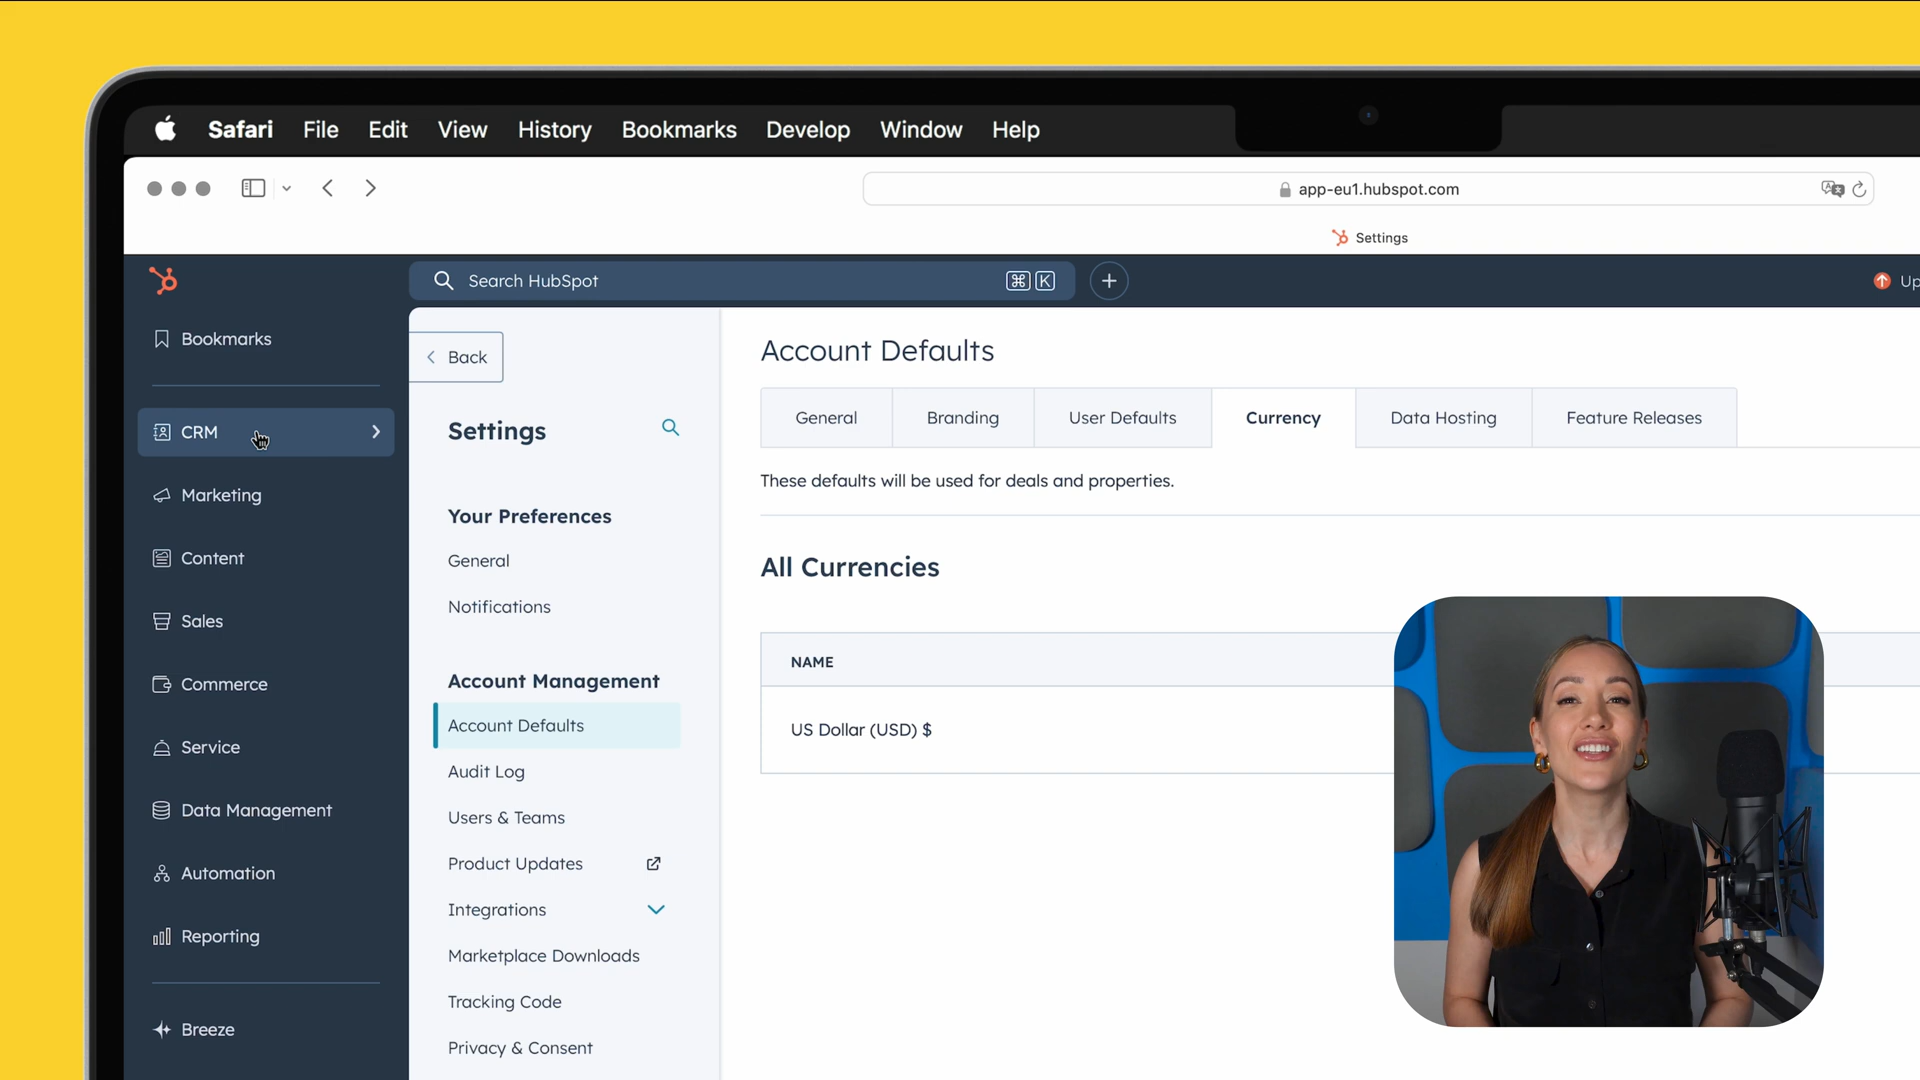 Safari File Edit View History Bookmarks Develop Window Help
app-eu1.hubspot.com
Settings
Search HubSpot ⌘ K
Up
Bookmarks
CRM
Marketing
Content
Sales
Commerce
Service
Data Management
Automation
Reporting
Breeze
Back
Settings
Your Preferences
General
Notifications
Account Management
Account Defaults
Audit Log
Users & Teams
Product Updates
Integrations
Marketplace Downloads
Tracking Code
Privacy & Consent
Account Defaults
General Branding User Defaults Currency Data Hosting Feature Releases
These defaults will be used for deals and properties.
All Currencies
NAME
US Dollar (USD) $